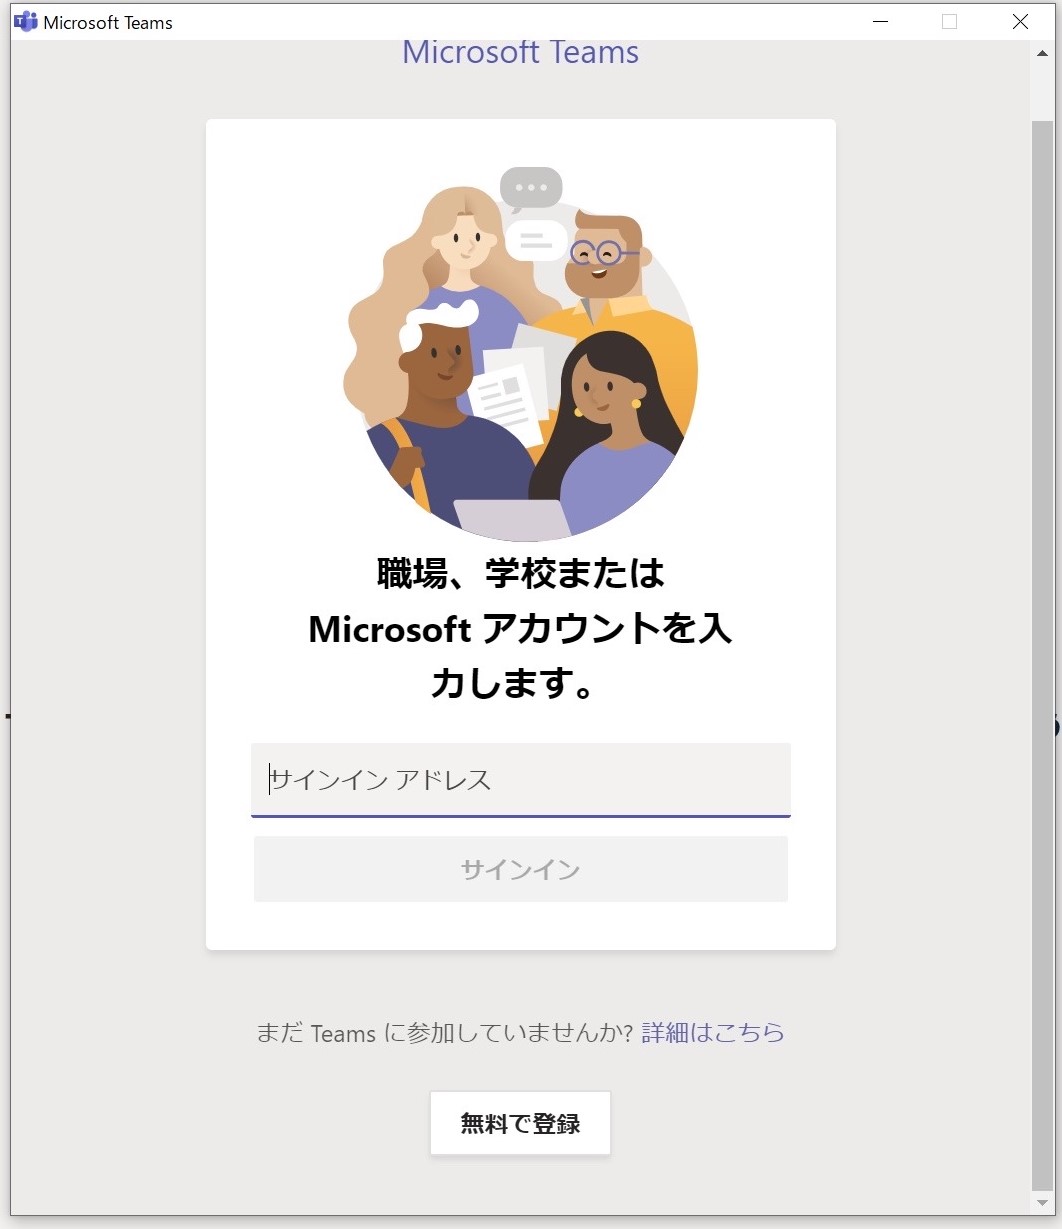 Microsoft Teams
Microsoft Teams
職場、学校または
Microsoft アカウントを入
力します。
サインイン アドレス
サインイン
まだ Teams に参加していませんか? 詳細はこちら
無料で登録